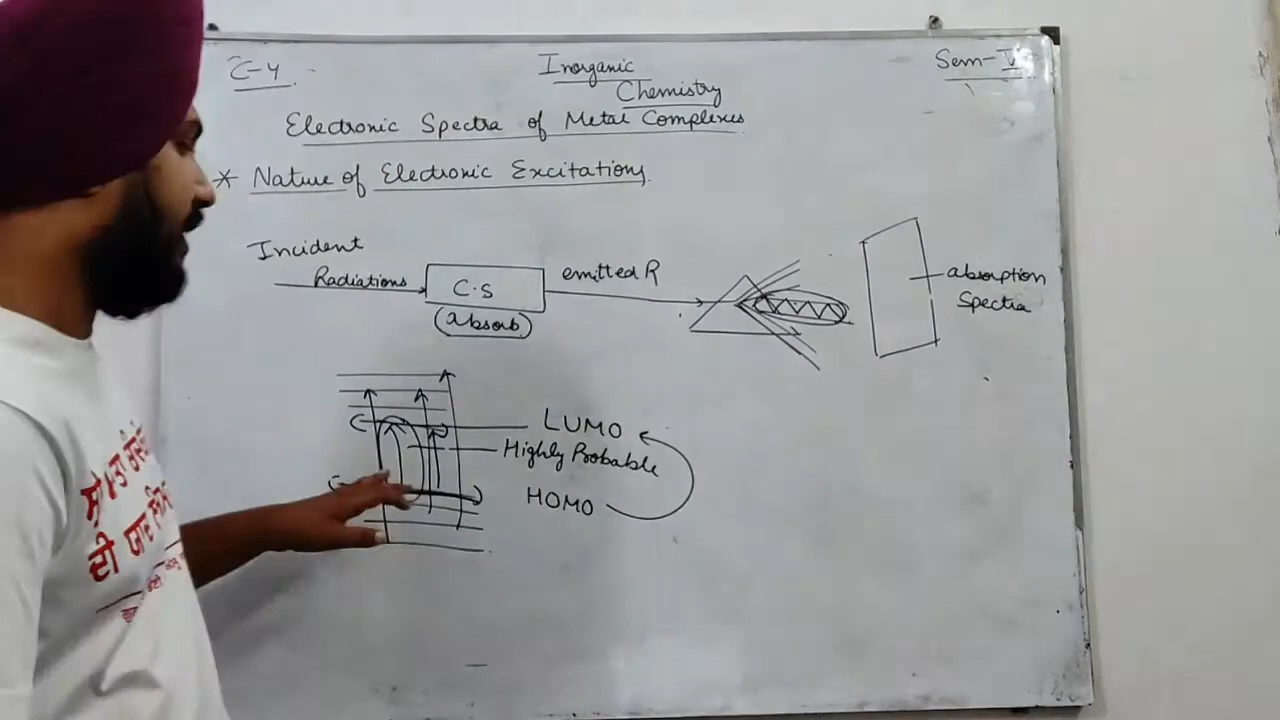 C-4
Inorganic
Chemistry
Sem-V
Electronic Spectra of Metal Complexes
* Nature of Electronic Excitations
Incident
Radiations
C.S
(absorb)
emitted R
absorption
Spectra
LUMO
Highly Probable
HOMO